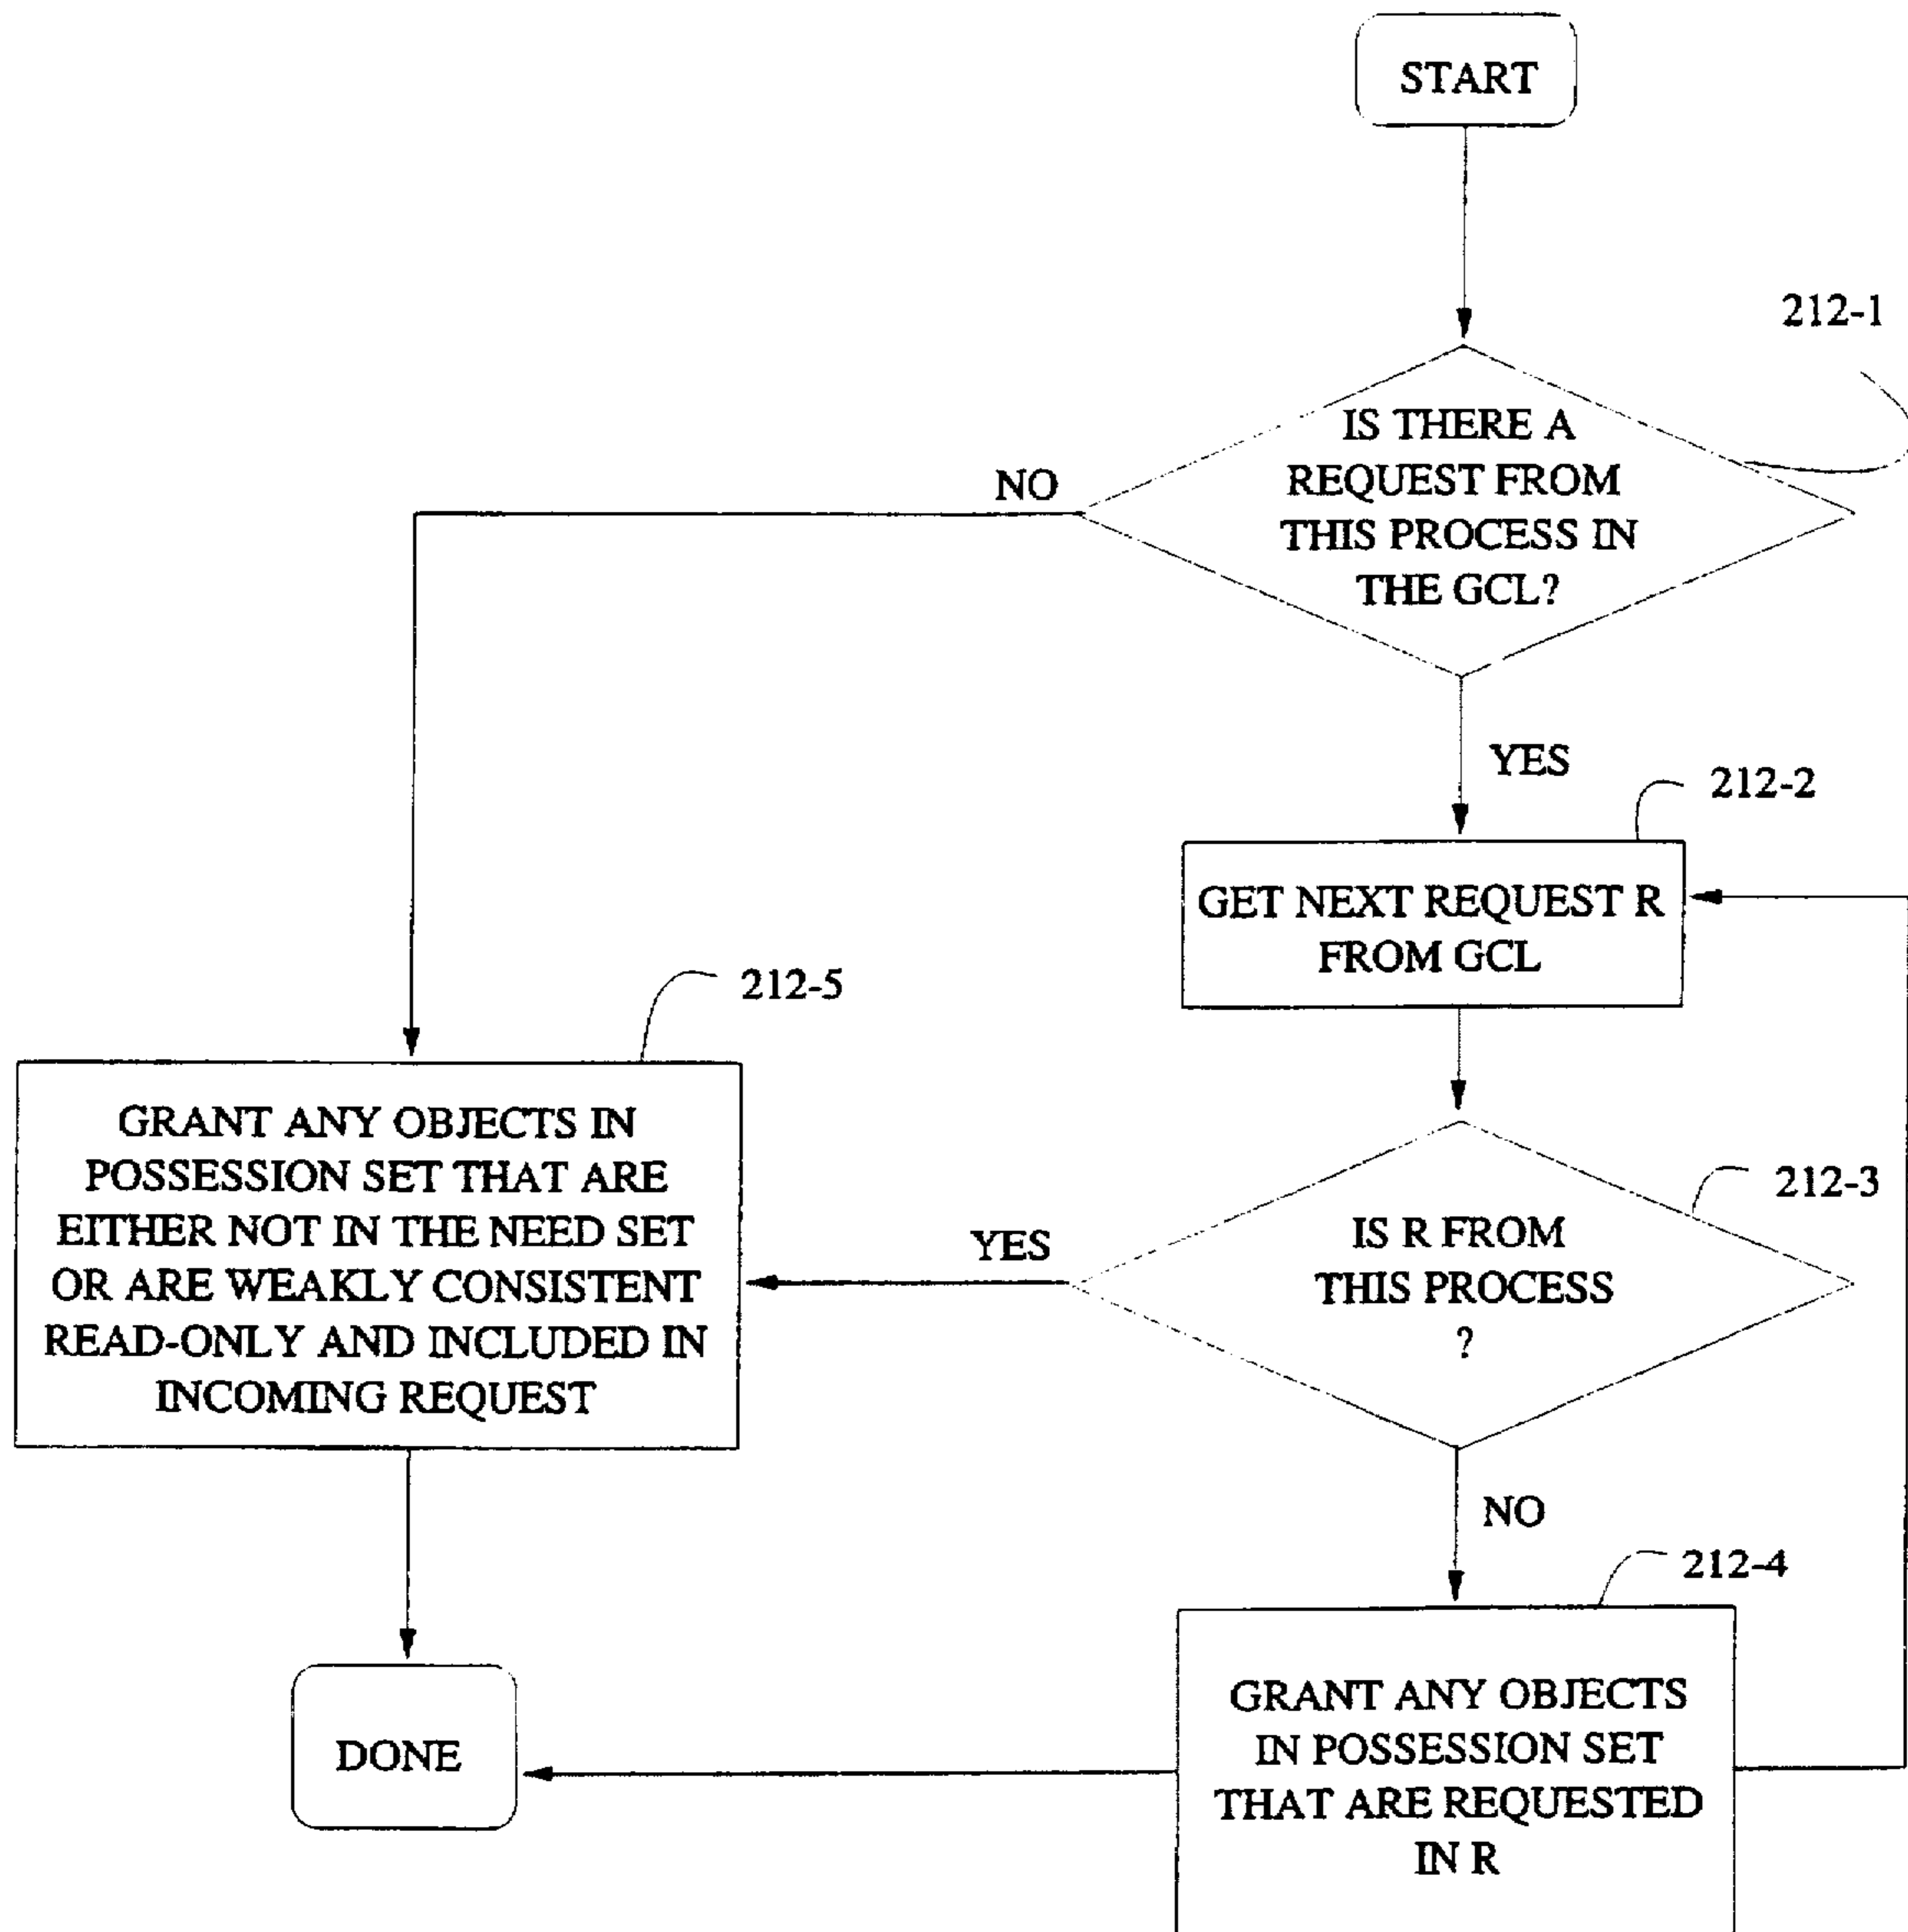 START
212-1
IS THERE A
REQUEST FROM
THIS PROCESS IN
THE GCL?
NO
YES
212-2
GET NEXT REQUEST R
FROM GCL
212-5
GRANT ANY OBJECTS IN
POSSESSION SET THAT ARE
EITHER NOT IN THE NEED SET
OR ARE WEAKLY CONSISTENT
READ-ONLY AND INCLUDED IN
INCOMING REQUEST
212-3
IS R FROM
THIS PROCESS
?
YES
NO
212-4
GRANT ANY OBJECTS
IN POSSESSION SET
THAT ARE REQUESTED
IN R
DONE